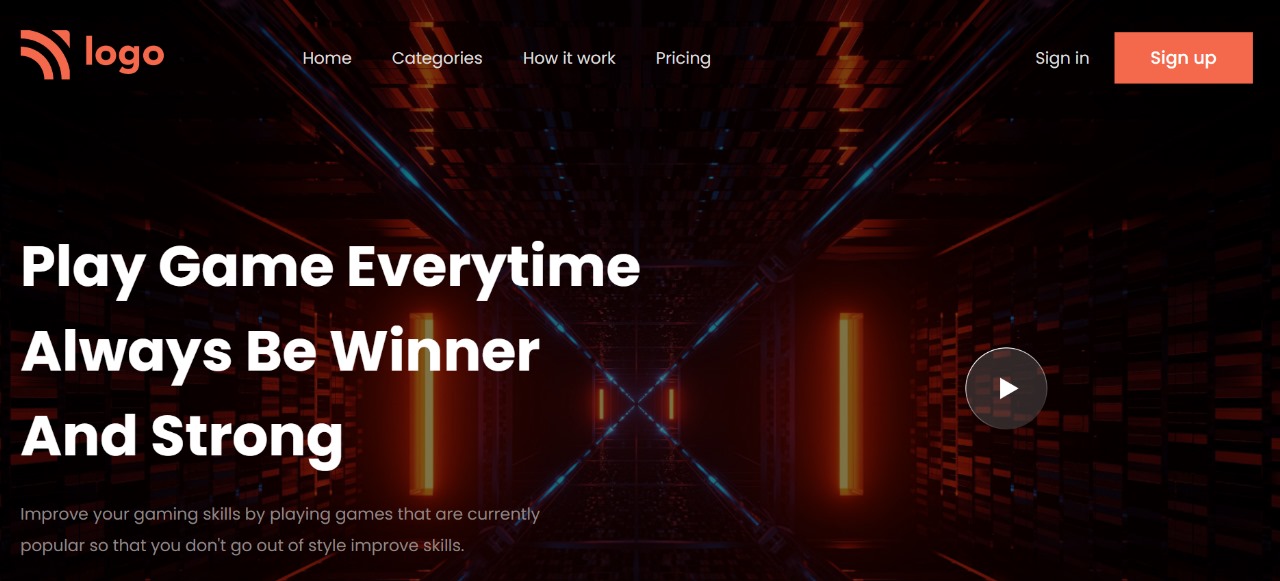 logo
Home
Categories
How it work
Pricing
Sign in
Sign up
Play Game Everytime
Always Be Winner
And Strong
Improve your gaming skills by playing games that are currently
popular so that you don't go out of style improve skills.